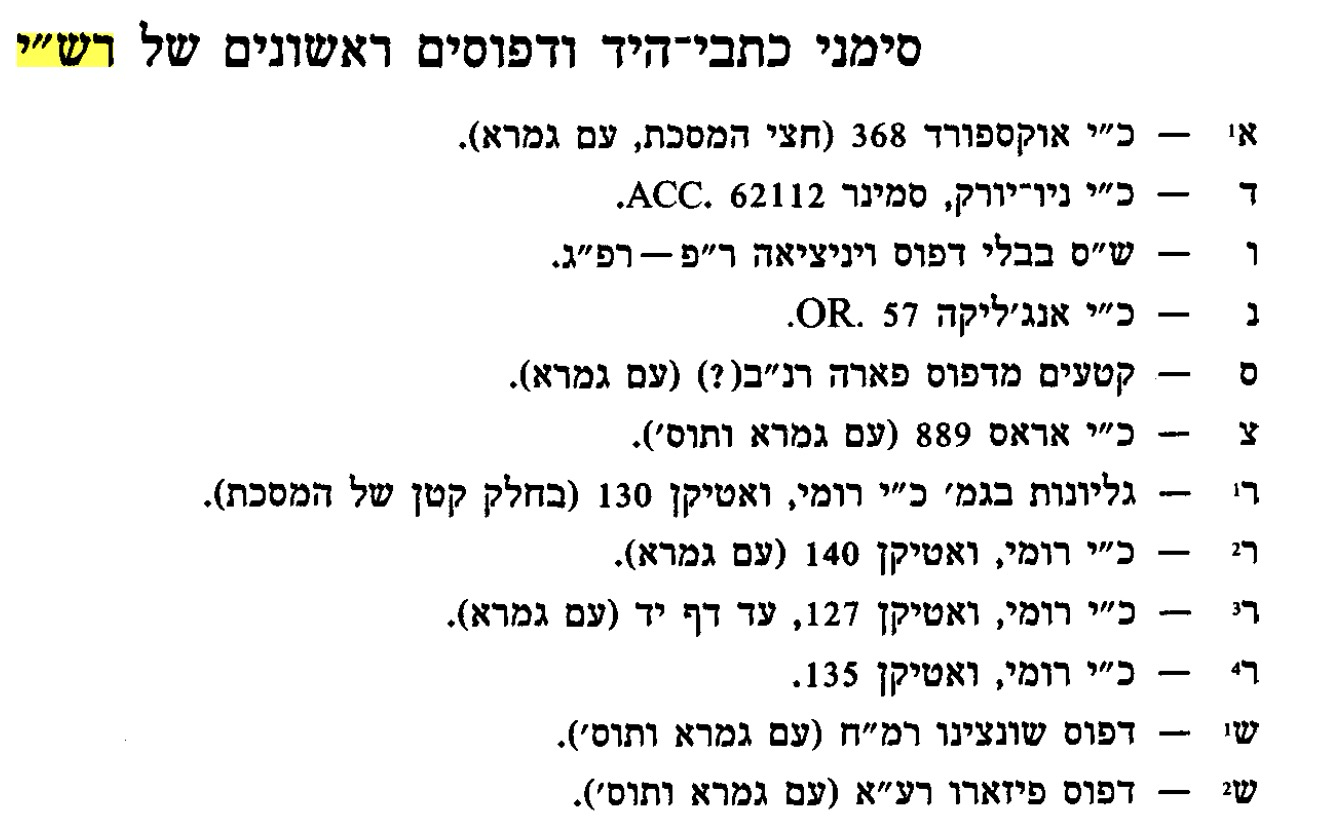 סימני כתבי־היד ודפוסים ראשונים של רש״י
א¹ — כ״י אוקספורד 368 (חצי המסכת, עם גמרא).
ד — כ״י ניו־יורק, סמינר ACC. 62112.
ו — ש״ס בבלי דפוס ויניציאה ר״פ—רפ״ג.
נ — כ״י אנג׳ליקה OR. 57.
ס — קטעים מדפוס פארה רנ״ב(?) (עם גמרא).
צ — כ״י אראס 889 (עם גמרא ותוס׳).
ר¹ — גליונות בגמ׳ כ״י רומי, ואטיקן 130 (בחלק קטן של המסכת).
ר² — כ״י רומי, ואטיקן 140 (עם גמרא).
ר³ — כ״י רומי, ואטיקן 127, עד דף יד (עם גמרא).
ר⁴ — כ״י רומי, ואטיקן 135.
ש¹ — דפוס שונצינו רמ״ח (עם גמרא ותוס׳).
ש² — דפוס פיזארו רע״א (עם גמרא ותוס׳).